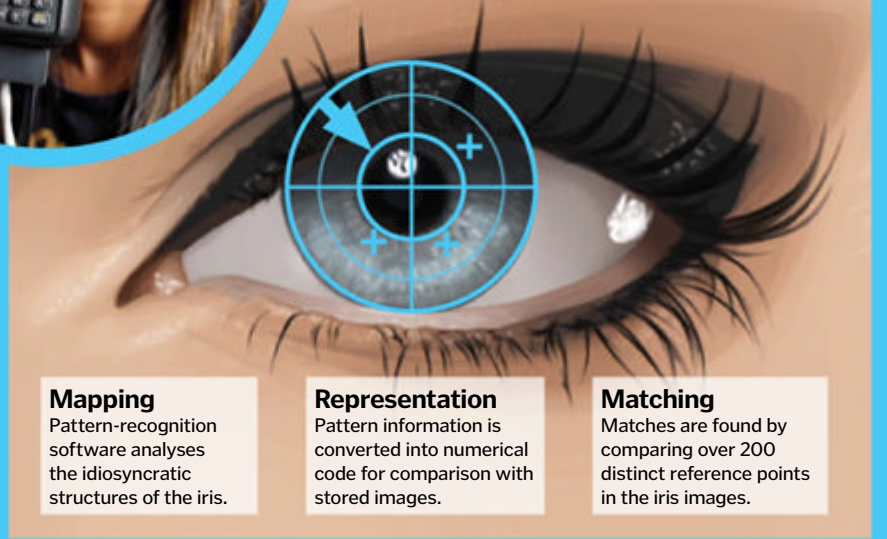 Mapping
Pattern-recognition
software analyses
the idiosyncratic
structures of the iris.
Representation
Pattern information is
converted into numerical
code for comparison with
stored images.
Matching
Matches are found by
comparing over 200
distinct reference points
in the iris images.